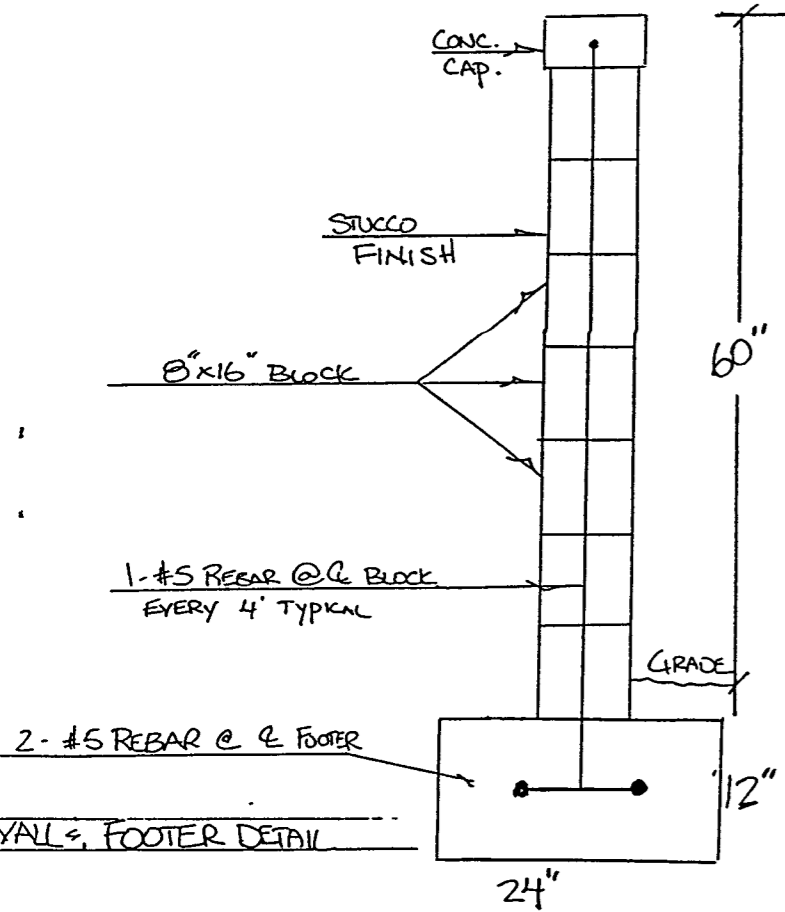 CONC.
CAP.
STUCCO
FINISH
60"
8"x16" BLOCK
1-#5 REBAR @ ℄ BLOCK
EVERY 4' TYPICAL
GRADE
2-#5 REBAR @ ℄ FOOTER
12"
WALL &, FOOTER DETAIL
24"